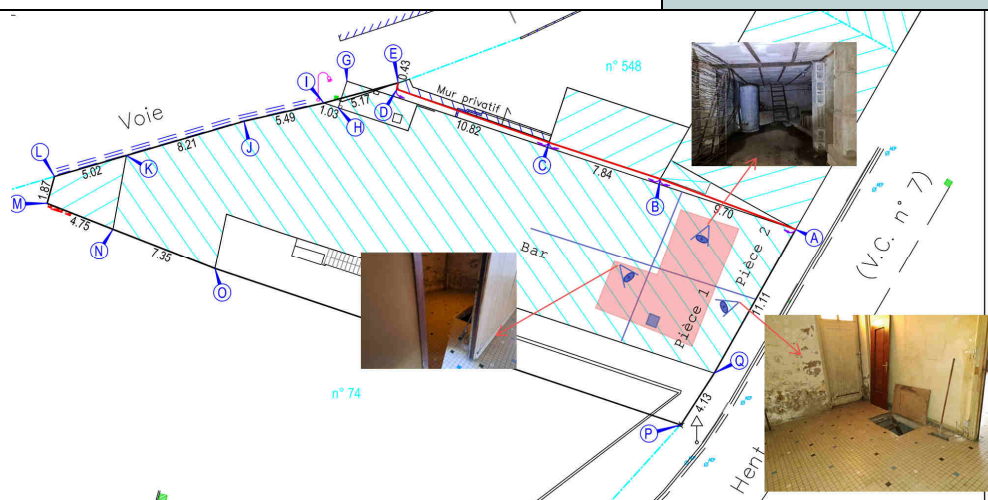 E
G
0.43
n° 548
I
D
Mur privatif
5.17
Voie
1.03
H
10.82
5.49
J
C
L
8.21
7.84
K
5.02
(V.C. n° 7)
1.87
B
M
9.70
4.75
A
N
Bar
Pièce 2
7.35
O
Pièce 1
11.11
Q
n° 74
4.13
P
Hent